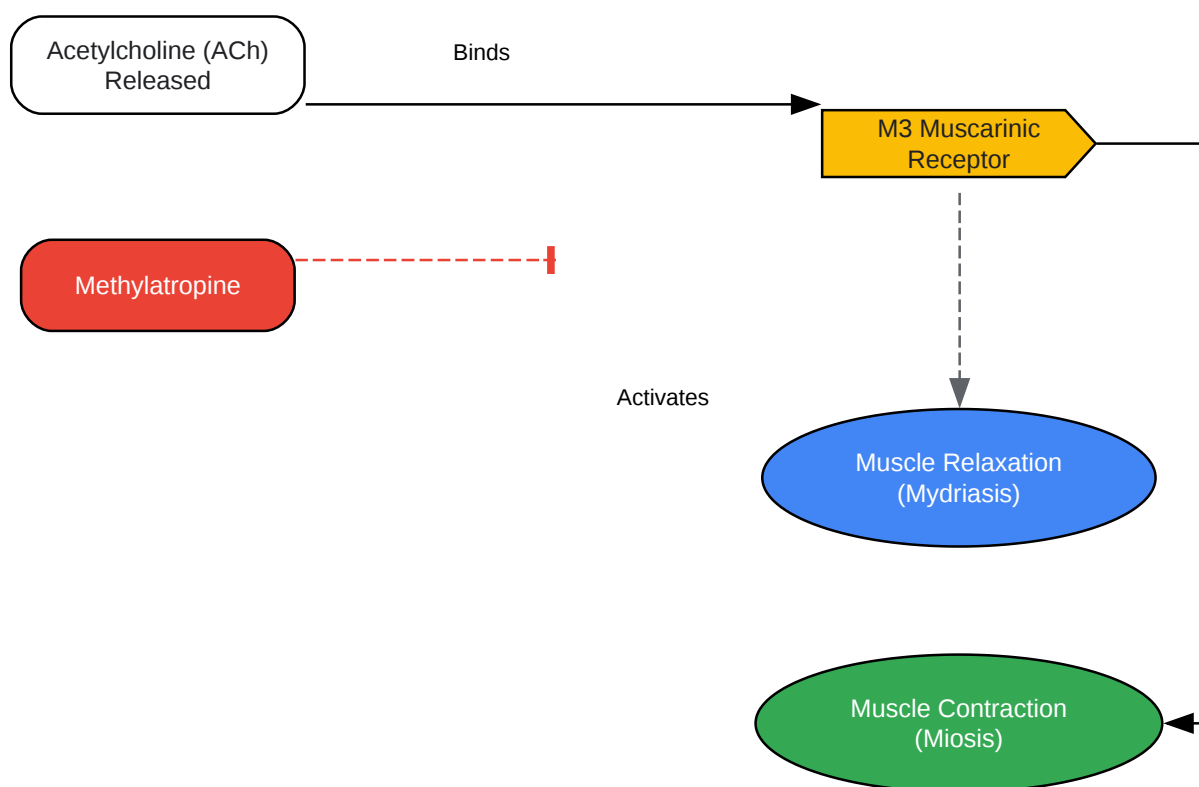 Acetylcholine (ACh)
Released
Binds
M3 Muscarinic
Receptor
Methylatropine
Activates
Muscle Relaxation
(Mydriasis)
Muscle Contraction
(Miosis)